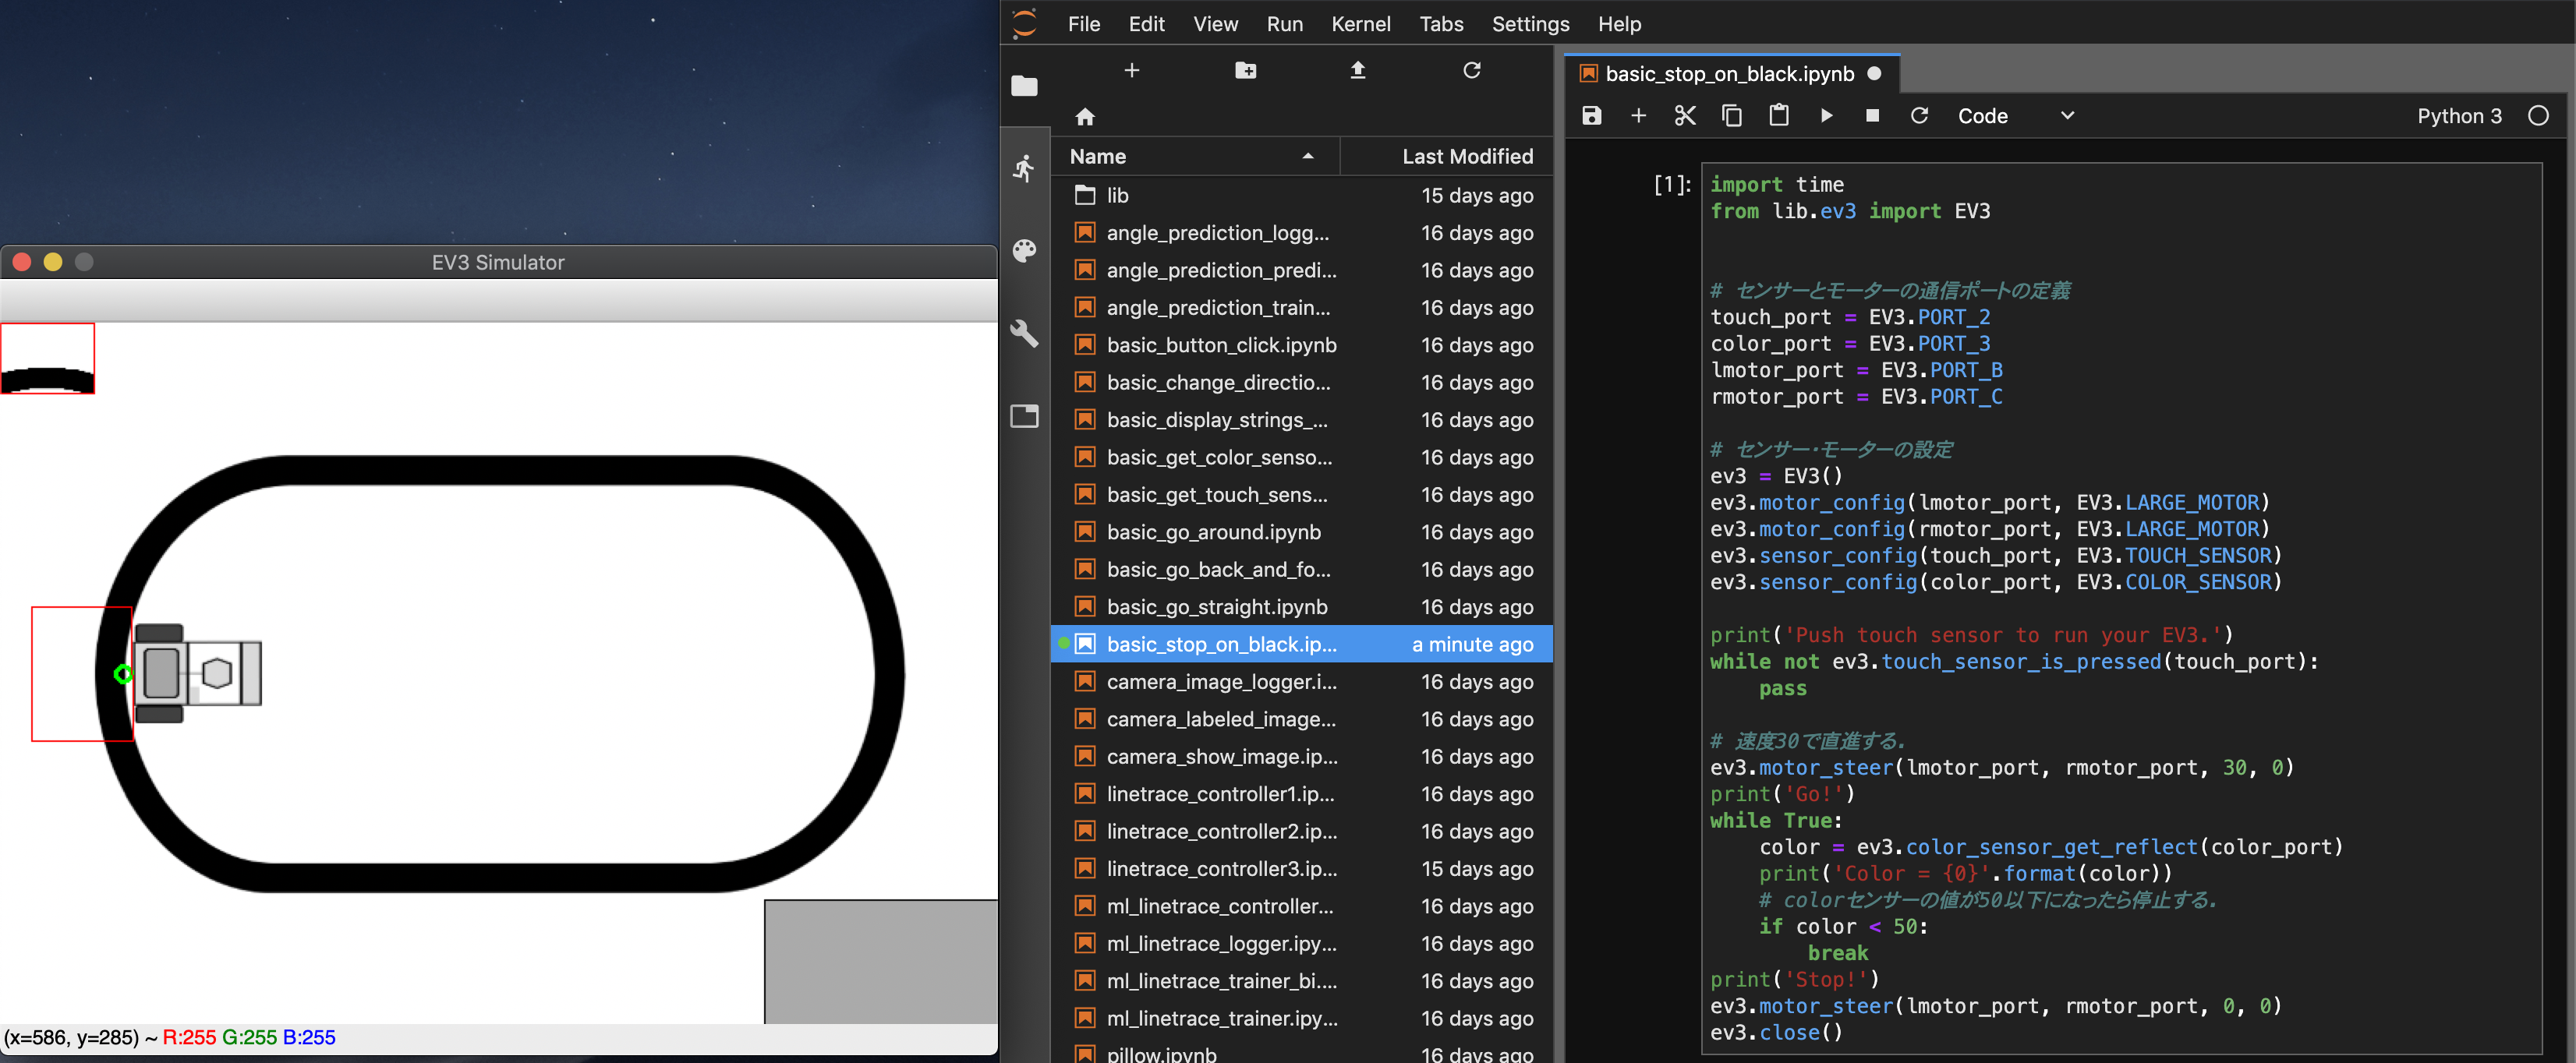 EV3 Simulator
(x=586, y=285) ~ R:255 G:255 B:255
File Edit View Run Kernel Tabs Settings Help
Name Last Modified
lib 15 days ago
angle_prediction_logg... 16 days ago
angle_prediction_predi... 16 days ago
angle_prediction_train... 16 days ago
basic_button_click.ipynb 16 days ago
basic_change_directio... 16 days ago
basic_display_strings_... 16 days ago
basic_get_color_senso... 16 days ago
basic_get_touch_sens... 16 days ago
basic_go_around.ipynb 16 days ago
basic_go_back_and_fo... 16 days ago
basic_go_straight.ipynb 16 days ago
basic_stop_on_black.ip... a minute ago
camera_image_logger.i... 16 days ago
camera_labeled_image... 16 days ago
camera_show_image.ip... 16 days ago
linetrace_controller1.ip... 16 days ago
linetrace_controller2.ip... 16 days ago
linetrace_controller3.ip... 15 days ago
ml_linetrace_controller... 16 days ago
ml_linetrace_logger.ipy... 16 days ago
ml_linetrace_trainer_bi.... 16 days ago
ml_linetrace_trainer.ipy... 16 days ago
pillow.ipynb 16 days ago
basic_stop_on_black.ipynb
Code Python 3
[1]: import time
from lib.ev3 import EV3
# センサーとモーターの通信ポートの定義
touch_port = EV3.PORT_2
color_port = EV3.PORT_3
lmotor_port = EV3.PORT_B
rmotor_port = EV3.PORT_C
# センサー・モーターの設定
ev3 = EV3()
ev3.motor_config(lmotor_port, EV3.LARGE_MOTOR)
ev3.motor_config(rmotor_port, EV3.LARGE_MOTOR)
ev3.sensor_config(touch_port, EV3.TOUCH_SENSOR)
ev3.sensor_config(color_port, EV3.COLOR_SENSOR)
print('Push touch sensor to run your EV3.')
while not ev3.touch_sensor_is_pressed(touch_port):
    pass
# 速度30で直進する.
ev3.motor_steer(lmotor_port, rmotor_port, 30, 0)
print('Go!')
while True:
    color = ev3.color_sensor_get_reflect(color_port)
    print('Color = {0}'.format(color))
    # colorセンサーの値が50以下になったら停止する.
    if color < 50:
        break
print('Stop!')
ev3.motor_steer(lmotor_port, rmotor_port, 0, 0)
ev3.close()